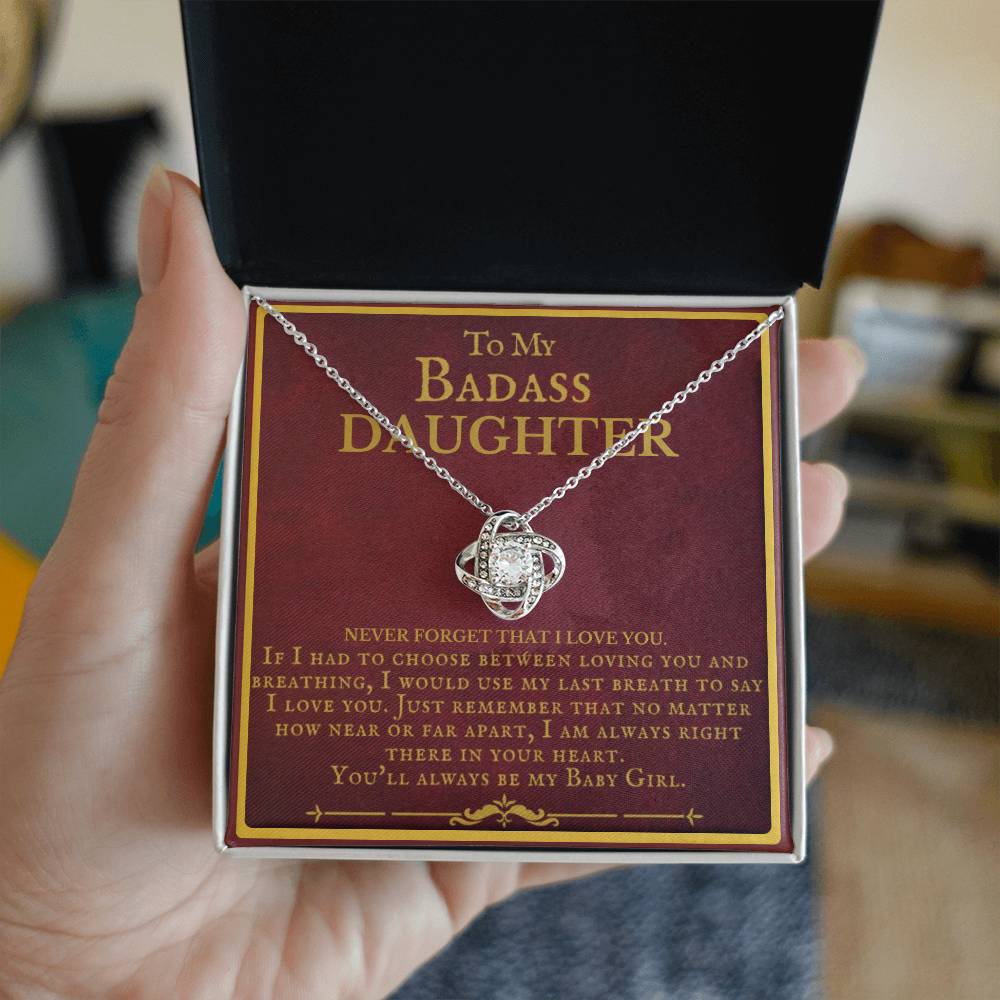 To My
Badass
DAUGHTER
NEVER FORGET THAT I LOVE YOU.
If I had to choose between loving you and
breathing, I would use my last breath to say
I love you. Just remember that no matter
how near or far apart, I am always right
there in your heart.
You'll always be my Baby Girl.